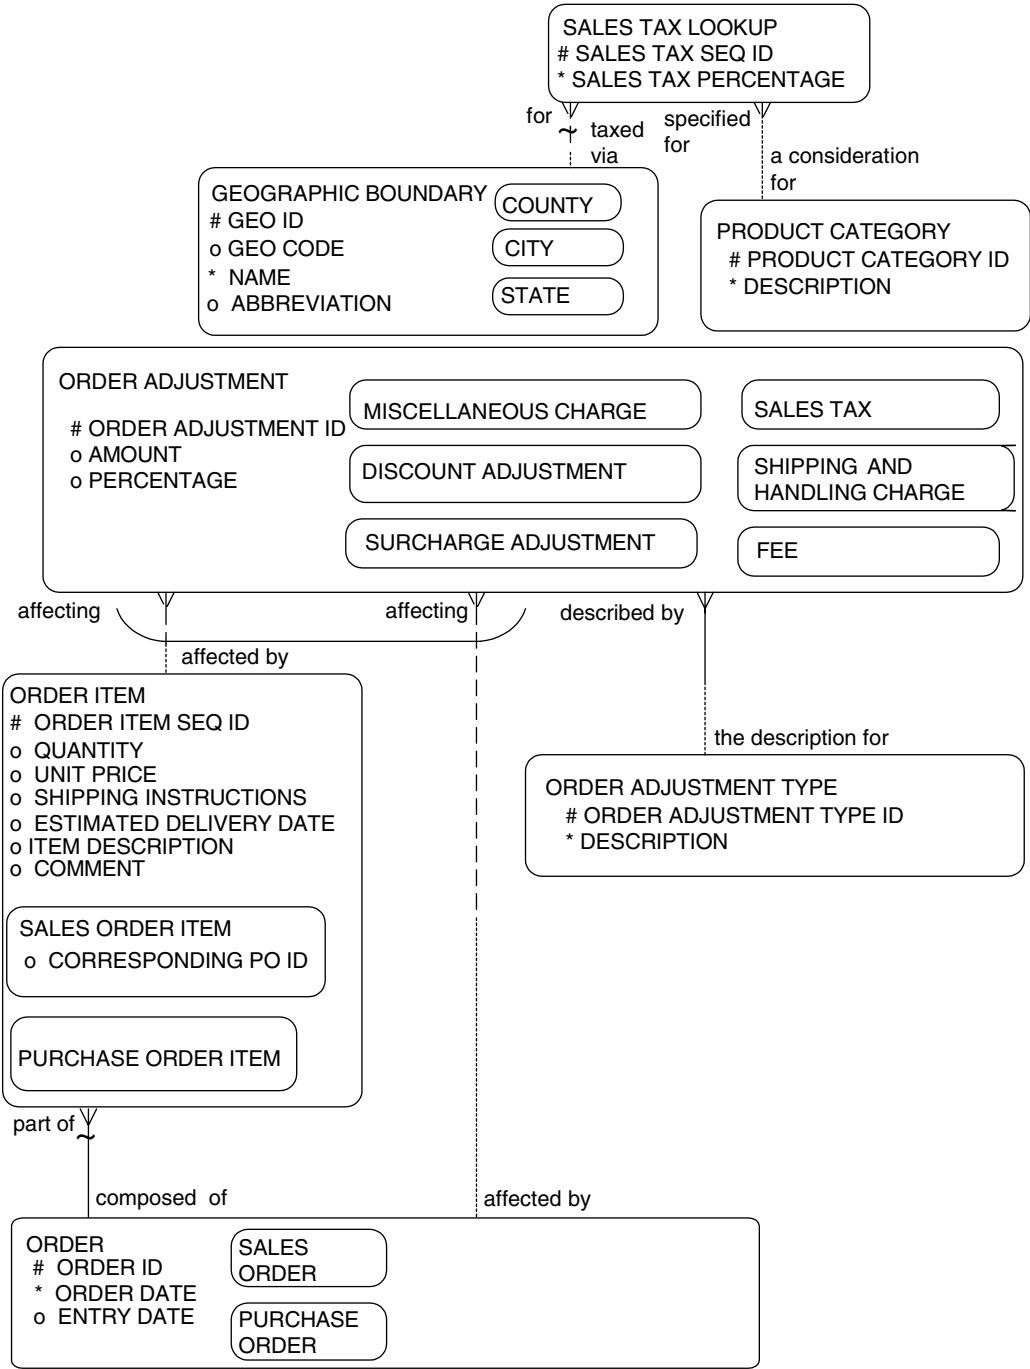 SALES TAX LOOKUP
# SALES TAX SEQ ID
* SALES TAX PERCENTAGE
for
~
taxed
via
specified
for
a consideration
for
GEOGRAPHIC BOUNDARY
# GEO ID
o GEO CODE
* NAME
o ABBREVIATION
COUNTY
CITY
STATE
PRODUCT CATEGORY
# PRODUCT CATEGORY ID
* DESCRIPTION
ORDER ADJUSTMENT
# ORDER ADJUSTMENT ID
o AMOUNT
o PERCENTAGE
MISCELLANEOUS CHARGE
DISCOUNT ADJUSTMENT
SURCHARGE ADJUSTMENT
SALES TAX
SHIPPING AND
HANDLING CHARGE
FEE
affecting
affecting
described by
affected by
ORDER ITEM
# ORDER ITEM SEQ ID
o QUANTITY
o UNIT PRICE
o SHIPPING INSTRUCTIONS
o ESTIMATED DELIVERY DATE
o ITEM DESCRIPTION
o COMMENT
SALES ORDER ITEM
o CORRESPONDING PO ID
PURCHASE ORDER ITEM
the description for
ORDER ADJUSTMENT TYPE
# ORDER ADJUSTMENT TYPE ID
* DESCRIPTION
part of
~
composed of
affected by
ORDER
# ORDER ID
* ORDER DATE
o ENTRY DATE
SALES
ORDER
PURCHASE
ORDER